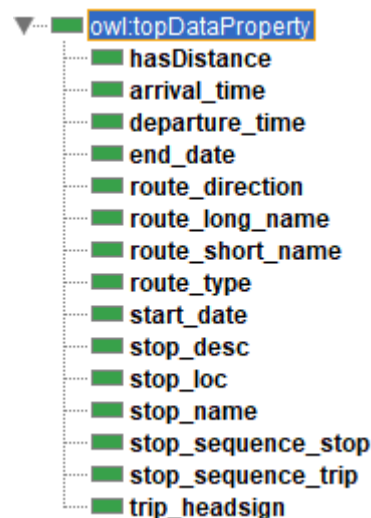 owl:topDataProperty
hasDistance
arrival_time
departure_time
end_date
route_direction
route_long_name
route_short_name
route_type
start_date
stop_desc
stop_loc
stop_name
stop_sequence_stop
stop_sequence_trip
trip_headsign